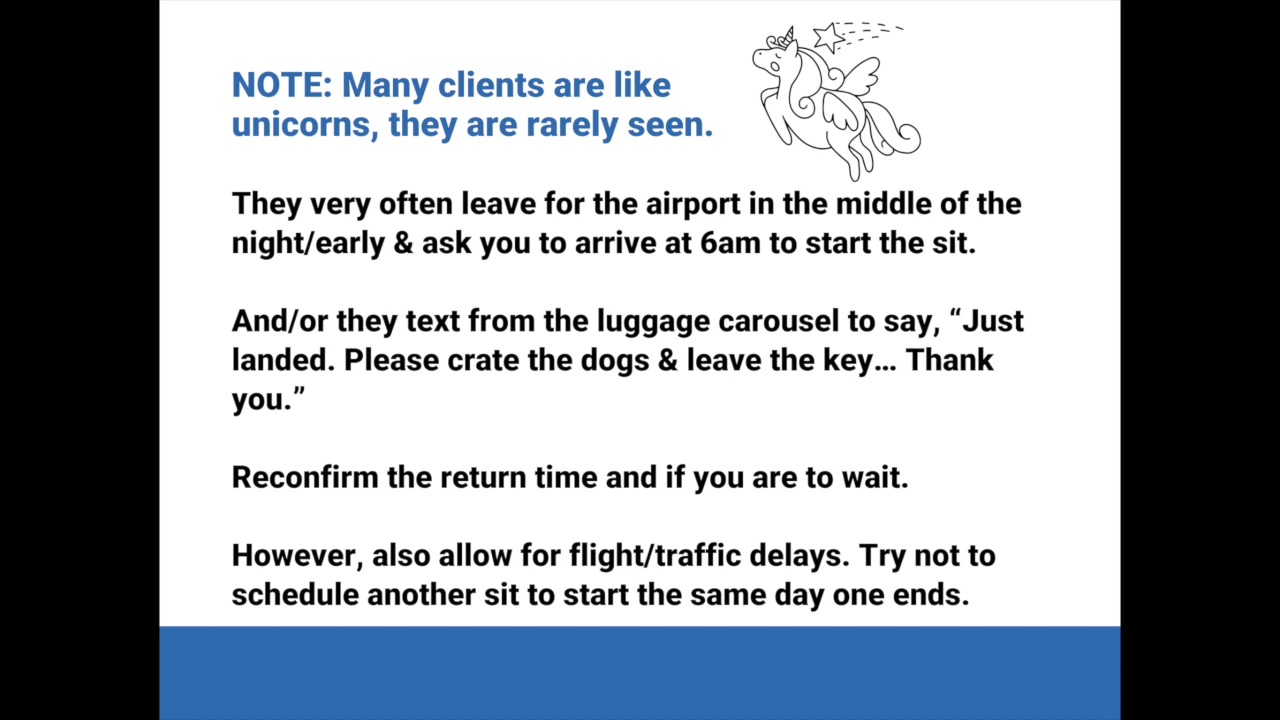 NOTE: Many clients are like
unicorns, they are rarely seen.
They very often leave for the airport in the middle of the
night/early & ask you to arrive at 6am to start the sit.
And/or they text from the luggage carousel to say, “Just
landed. Please crate the dogs & leave the key... Thank
you.”
Reconfirm the return time and if you are to wait.
However, also allow for flight/traffic delays. Try not to
schedule another sit to start the same day one ends.